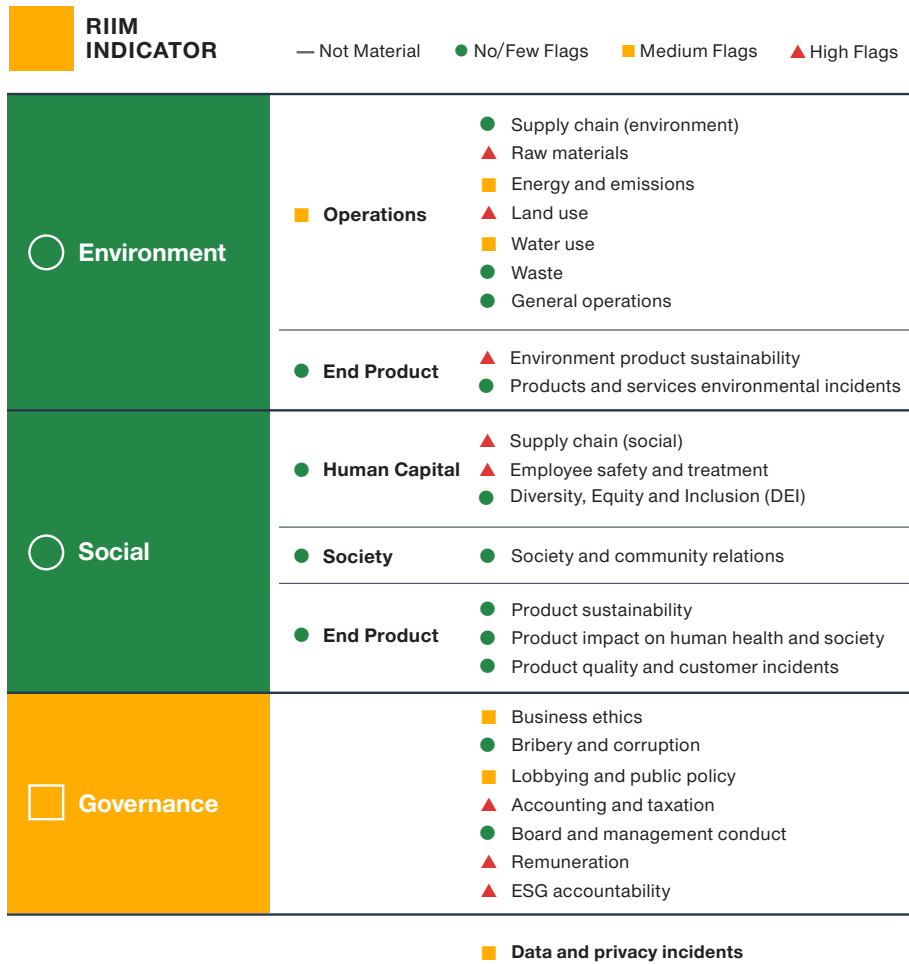 RIIM
INDICATOR
Not Material
No/Few Flags
Medium Flags
High Flags
Environment
Operations
Supply chain (environment)
Raw materials
Energy and emissions
Land use
Water use
Waste
General operations
End Product
Environment product sustainability
Products and services environmental incidents
Social
Human Capital
Supply chain (social)
Employee safety and treatment
Diversity, Equity and Inclusion (DEI)
Society
Society and community relations
End Product
Product sustainability
Product impact on human health and society
Product quality and customer incidents
Governance
Business ethics
Bribery and corruption
Lobbying and public policy
Accounting and taxation
Board and management conduct
Remuneration
ESG accountability
Data and privacy incidents